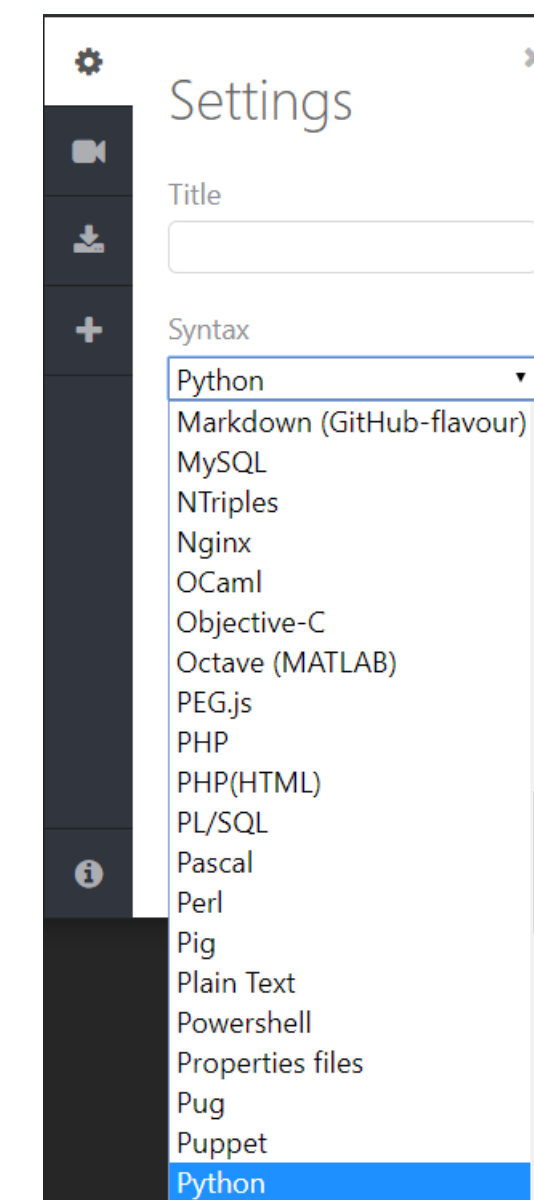 Settings
Title
Syntax
Python
Markdown (GitHub-flavour)
MySQL
NTriples
Nginx
OCaml
Objective-C
Octave (MATLAB)
PEG.js
PHP
PHP(HTML)
PL/SQL
Pascal
Perl
Pig
Plain Text
Powershell
Properties files
Pug
Puppet
Python